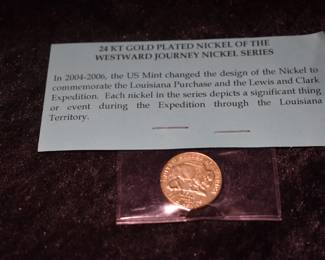 24 KT GOLD PLATED NICKEL OF THE
WESTWARD JOURNEY NICKEL SERIES
In 2004-2006, the US Mint changed the design of the Nickel to
commemorate the Louisiana Purchase and the Lewis and Clark
Expedition. Each nickel in the series depicts a significant thing
or event during the Expedition through the Louisiana
Territory.